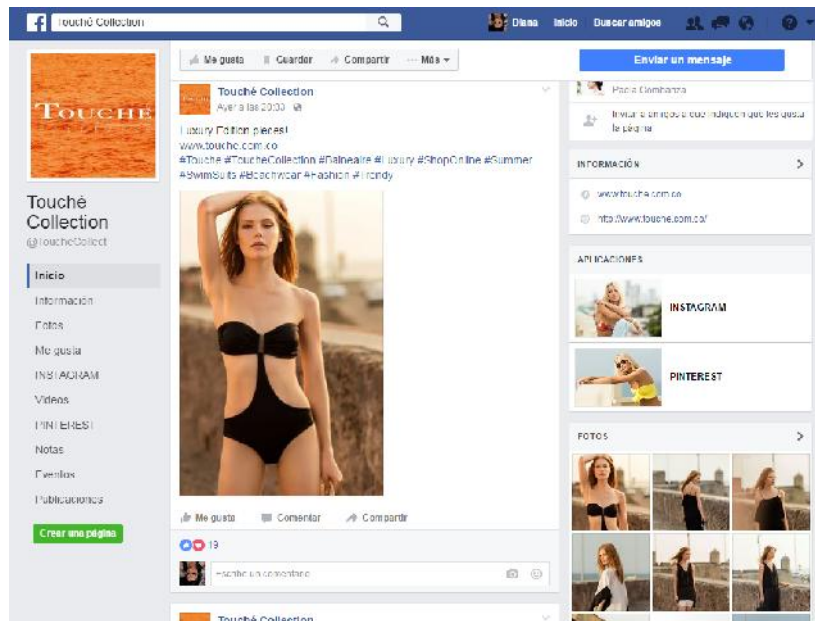 Touché Collection
Diana Inicio Buscar amigos
TOUCHÉ
Touché
Collection
@ToucheCollect
Inicio
Información
Fotos
Me gusta
INSTAGRAM
Videos
PINTEREST
Notas
Eventos
Publicaciones
Crear una página
Me gusta Guardar Compartir Más
Touché Collection
Ayer a las 20:33
Luxury Edition pieces!
www.touche.com.co
#Touche #ToucheCollection #Balneaire #Luxury #ShopOnline #Summer
#SwimSuits #Beachwear #Fashion #Trendy
Me gusta Comentar Compartir
19
Escribe un comentario
Touché Collection
Enviar un mensaje
Paola
Invitar a amigos a que indiquen que les gusta
la página
INFORMACIÓN
www.touche.com.co
http://www.touche.com.co/
APLICACIONES
INSTAGRAM
PINTEREST
FOTOS